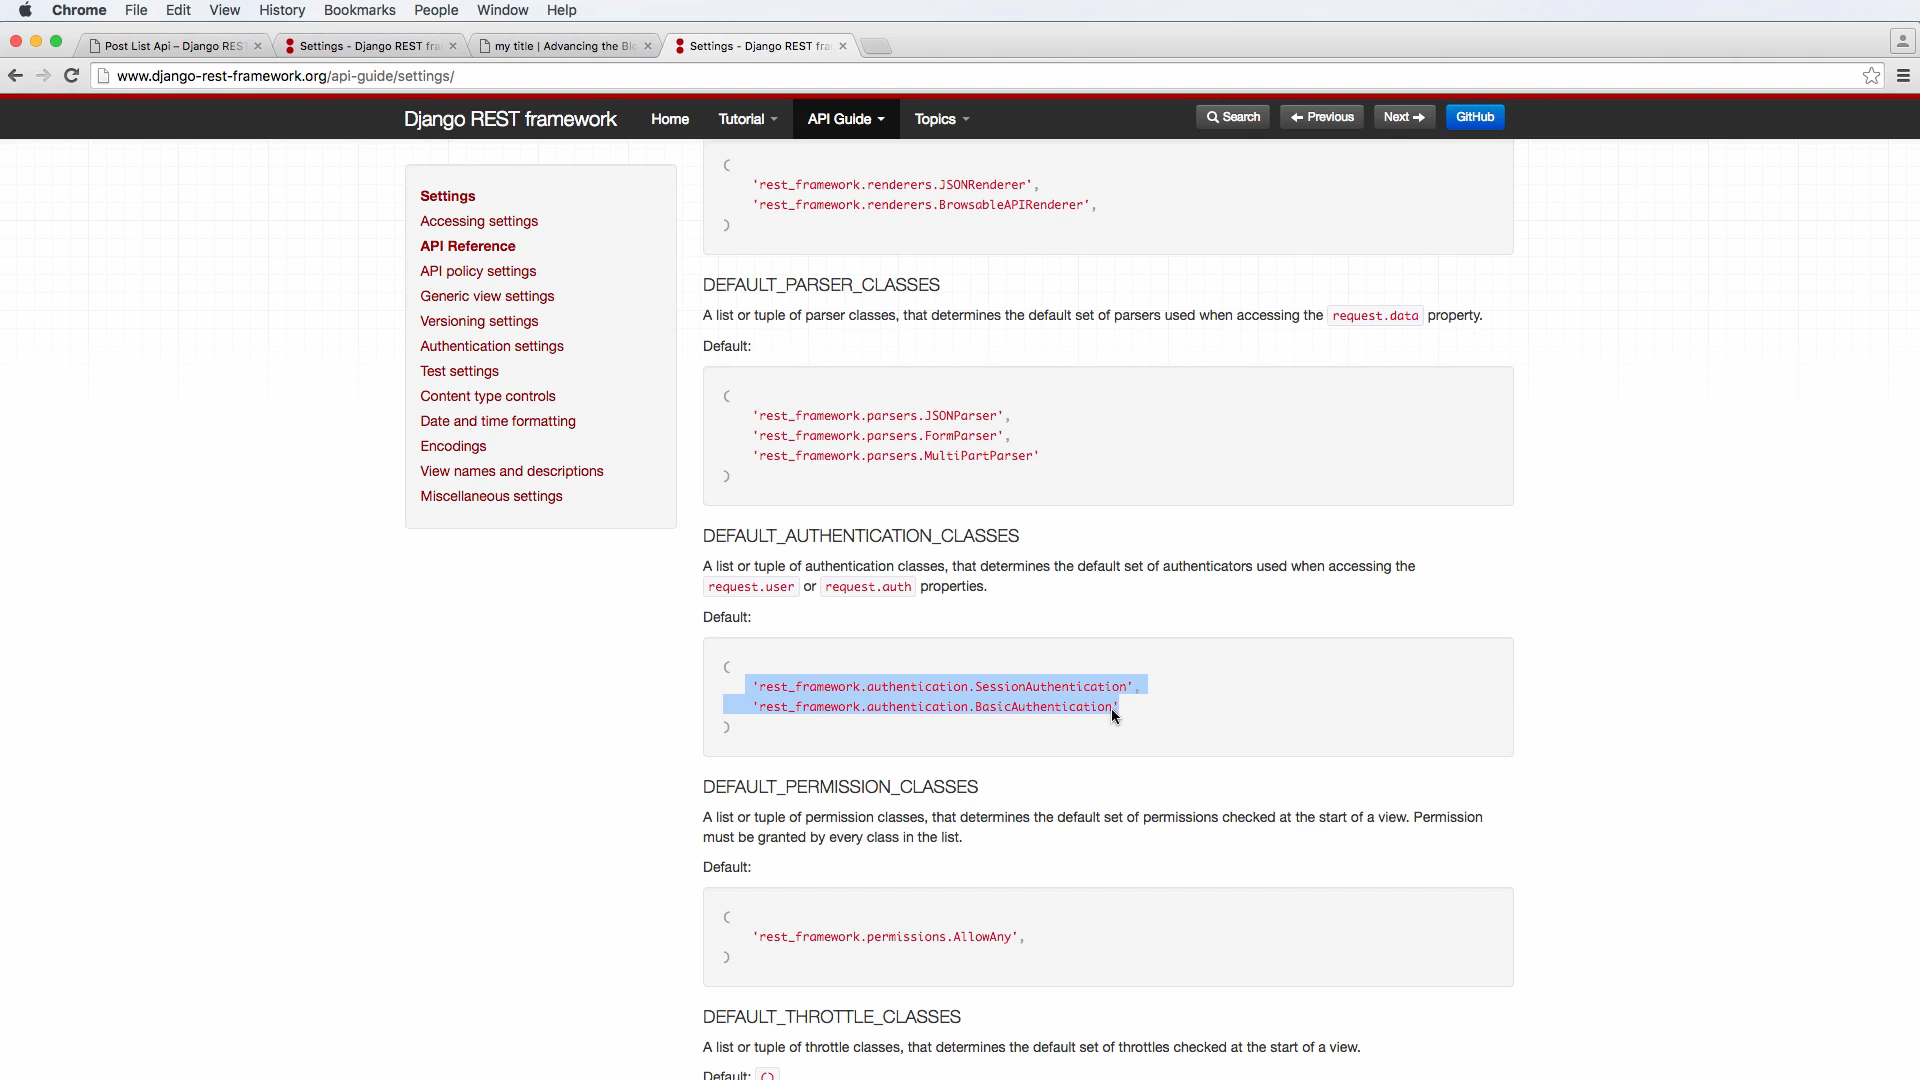 Chrome File Edit View History Bookmarks People Window Help
Post List Api – Django RES
Settings - Django REST fra
my title | Advancing the Bl
Settings - Django REST fra
www.django-rest-framework.org/api-guide/settings/
Django REST framework Home Tutorial API Guide Topics Search Previous Next GitHub
Settings
Accessing settings
API Reference
API policy settings
Generic view settings
Versioning settings
Authentication settings
Test settings
Content type controls
Date and time formatting
Encodings
View names and descriptions
Miscellaneous settings
(
'rest_framework.renderers.JSONRenderer',
'rest_framework.renderers.BrowsableAPIRenderer',
)
DEFAULT_PARSER_CLASSES
A list or tuple of parser classes, that determines the default set of parsers used when accessing the request.data property.
Default:
(
'rest_framework.parsers.JSONParser',
'rest_framework.parsers.FormParser',
'rest_framework.parsers.MultiPartParser'
)
DEFAULT_AUTHENTICATION_CLASSES
A list or tuple of authentication classes, that determines the default set of authenticators used when accessing the
request.user or request.auth properties.
Default:
(
'rest_framework.authentication.SessionAuthentication',
'rest_framework.authentication.BasicAuthentication'
)
DEFAULT_PERMISSION_CLASSES
A list or tuple of permission classes, that determines the default set of permissions checked at the start of a view. Permission
must be granted by every class in the list.
Default:
(
'rest_framework.permissions.AllowAny',
)
DEFAULT_THROTTLE_CLASSES
A list or tuple of throttle classes, that determines the default set of throttles checked at the start of a view.
Default: ()